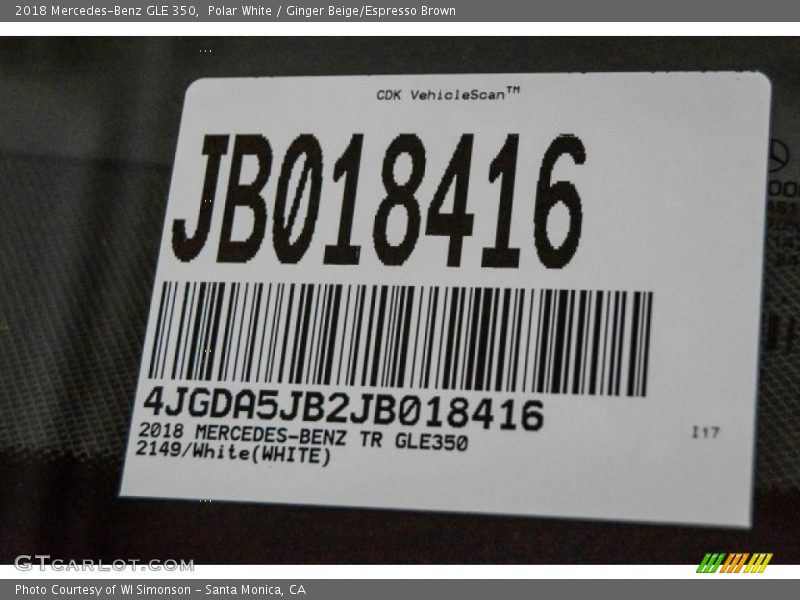 2018 Mercedes-Benz GLE 350,  Polar White / Ginger Beige/Espresso Brown
CDK VehicleScan™
JB018416
4JGDA5JB2JB018416
2018 MERCEDES-BENZ TR GLE350
2149/White(WHITE)
I17
GTcarlot.com
Photo Courtesy of WI Simonson - Santa Monica, CA